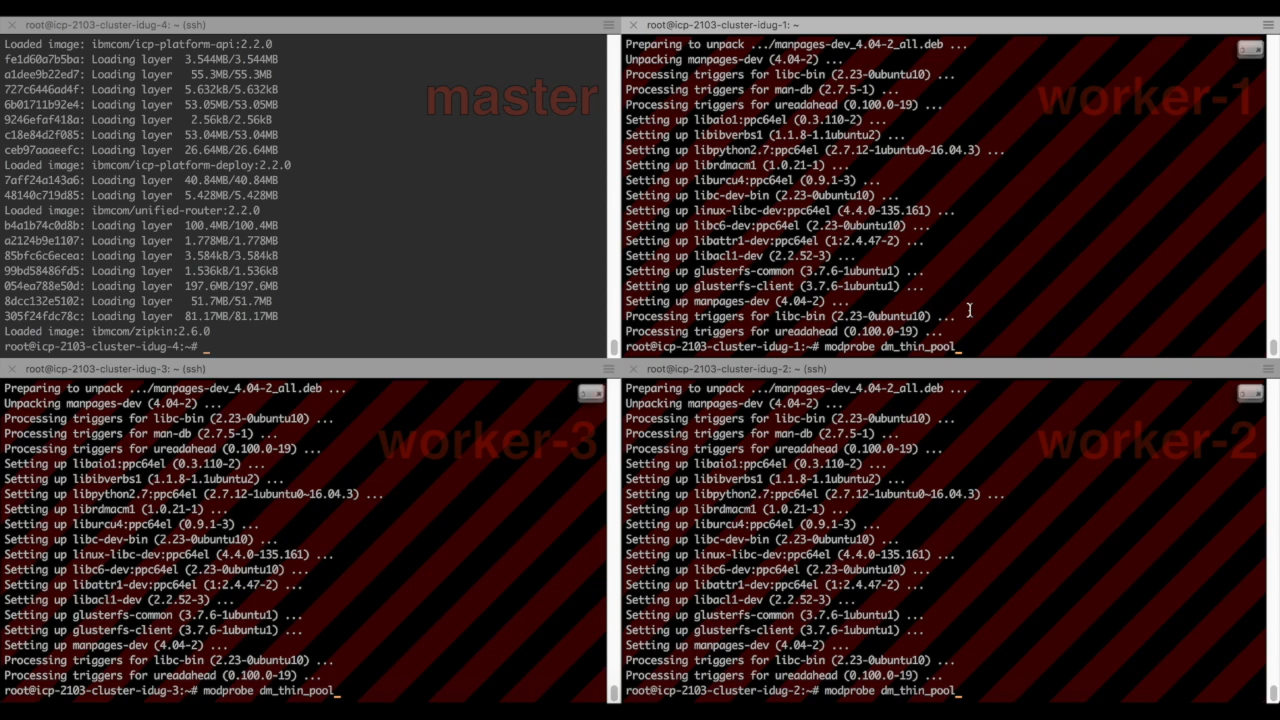 root@icp-2103-cluster-idug-4: ~ (ssh)
Loaded image: ibmcom/icp-platform-api:2.2.0
fe1d60a7b5ba: Loading layer 3.544MB/3.544MB
a1dee9b22ed7: Loading layer 55.3MB/55.3MB
727c6446ad4f: Loading layer 5.632kB/5.632kB
6b01711b92e4: Loading layer 53.05MB/53.05MB
9246efaf418a: Loading layer 2.56kB/2.56kB
c18e84d2f085: Loading layer 53.04MB/53.04MB
ceb97aaeefc: Loading layer 26.64MB/26.64MB
Loaded image: ibmcom/icp-platform-deploy:2.2.0
7aff24a143a6: Loading layer 40.84MB/40.84MB
48140c719d85: Loading layer 5.428MB/5.428MB
Loaded image: ibmcom/unified-router:2.2.0
b4a1b74c0d8b: Loading layer 100.4MB/100.4MB
a2124b9e1107: Loading layer 1.778MB/1.778MB
85bfc6c6ecea: Loading layer 3.584kB/3.584kB
99bd58486fd5: Loading layer 1.536kB/1.536kB
054ea788e50d: Loading layer 197.6MB/197.6MB
8dcc132e5102: Loading layer 51.7MB/51.7MB
305f24fdc78c: Loading layer 81.17MB/81.17MB
Loaded image: ibmcom/zipkin:2.6.0
root@icp-2103-cluster-idug-4:~# _
master
root@icp-2103-cluster-idug-1: ~
Preparing to unpack .../manpages-dev_4.04-2_all.deb ...
Unpacking manpages-dev (4.04-2) ...
Processing triggers for libc-bin (2.23-0ubuntu10) ...
Processing triggers for man-db (2.7.5-1) ...
Processing triggers for ureadahead (0.100.0-19) ...
Setting up libaio1:ppc64el (0.3.110-2) ...
Setting up libibverbs1 (1.1.8-1.1ubuntu2) ...
Setting up libpython2.7:ppc64el (2.7.12-1ubuntu0~16.04.3) ...
Setting up librdmacm1 (1.0.21-1) ...
Setting up liburcu4:ppc64el (0.9.1-3) ...
Setting up libc-dev-bin (2.23-0ubuntu10) ...
Setting up linux-libc-dev:ppc64el (4.4.0-135.161) ...
Setting up libc6-dev:ppc64el (2.23-0ubuntu10) ...
Setting up libattr1-dev:ppc64el (1:2.4.47-2) ...
Setting up libacl1-dev (2.2.52-3) ...
Setting up glusterfs-common (3.7.6-1ubuntu1) ...
Setting up glusterfs-client (3.7.6-1ubuntu1) ...
Setting up manpages-dev (4.04-2) ...
Processing triggers for libc-bin (2.23-0ubuntu10) ...
Processing triggers for ureadahead (0.100.0-19) ...
root@icp-2103-cluster-idug-1:~# modprobe dm_thin_pool_
worker-1
root@icp-2103-cluster-idug-3: ~ (ssh)
Preparing to unpack .../manpages-dev_4.04-2_all.deb ...
Unpacking manpages-dev (4.04-2) ...
Processing triggers for libc-bin (2.23-0ubuntu10) ...
Processing triggers for man-db (2.7.5-1) ...
Processing triggers for ureadahead (0.100.0-19) ...
Setting up libaio1:ppc64el (0.3.110-2) ...
Setting up libibverbs1 (1.1.8-1.1ubuntu2) ...
Setting up libpython2.7:ppc64el (2.7.12-1ubuntu0~16.04.3) ...
Setting up librdmacm1 (1.0.21-1) ...
Setting up liburcu4:ppc64el (0.9.1-3) ...
Setting up libc-dev-bin (2.23-0ubuntu10) ...
Setting up linux-libc-dev:ppc64el (4.4.0-135.161) ...
Setting up libc6-dev:ppc64el (2.23-0ubuntu10) ...
Setting up libattr1-dev:ppc64el (1:2.4.47-2) ...
Setting up libacl1-dev (2.2.52-3) ...
Setting up glusterfs-common (3.7.6-1ubuntu1) ...
Setting up glusterfs-client (3.7.6-1ubuntu1) ...
Setting up manpages-dev (4.04-2) ...
Processing triggers for libc-bin (2.23-0ubuntu10) ...
Processing triggers for ureadahead (0.100.0-19) ...
root@icp-2103-cluster-idug-3:~# modprobe dm_thin_pool_
worker-3
root@icp-2103-cluster-idug-2: ~ (ssh)
Preparing to unpack .../manpages-dev_4.04-2_all.deb ...
Unpacking manpages-dev (4.04-2) ...
Processing triggers for libc-bin (2.23-0ubuntu10) ...
Processing triggers for man-db (2.7.5-1) ...
Processing triggers for ureadahead (0.100.0-19) ...
Setting up libaio1:ppc64el (0.3.110-2) ...
Setting up libibverbs1 (1.1.8-1.1ubuntu2) ...
Setting up libpython2.7:ppc64el (2.7.12-1ubuntu0~16.04.3) ...
Setting up librdmacm1 (1.0.21-1) ...
Setting up liburcu4:ppc64el (0.9.1-3) ...
Setting up libc-dev-bin (2.23-0ubuntu10) ...
Setting up linux-libc-dev:ppc64el (4.4.0-135.161) ...
Setting up libc6-dev:ppc64el (2.23-0ubuntu10) ...
Setting up libattr1-dev:ppc64el (1:2.4.47-2) ...
Setting up libacl1-dev (2.2.52-3) ...
Setting up glusterfs-common (3.7.6-1ubuntu1) ...
Setting up glusterfs-client (3.7.6-1ubuntu1) ...
Setting up manpages-dev (4.04-2) ...
Processing triggers for libc-bin (2.23-0ubuntu10) ...
Processing triggers for ureadahead (0.100.0-19) ...
root@icp-2103-cluster-idug-2:~# modprobe dm_thin_pool_
worker-2